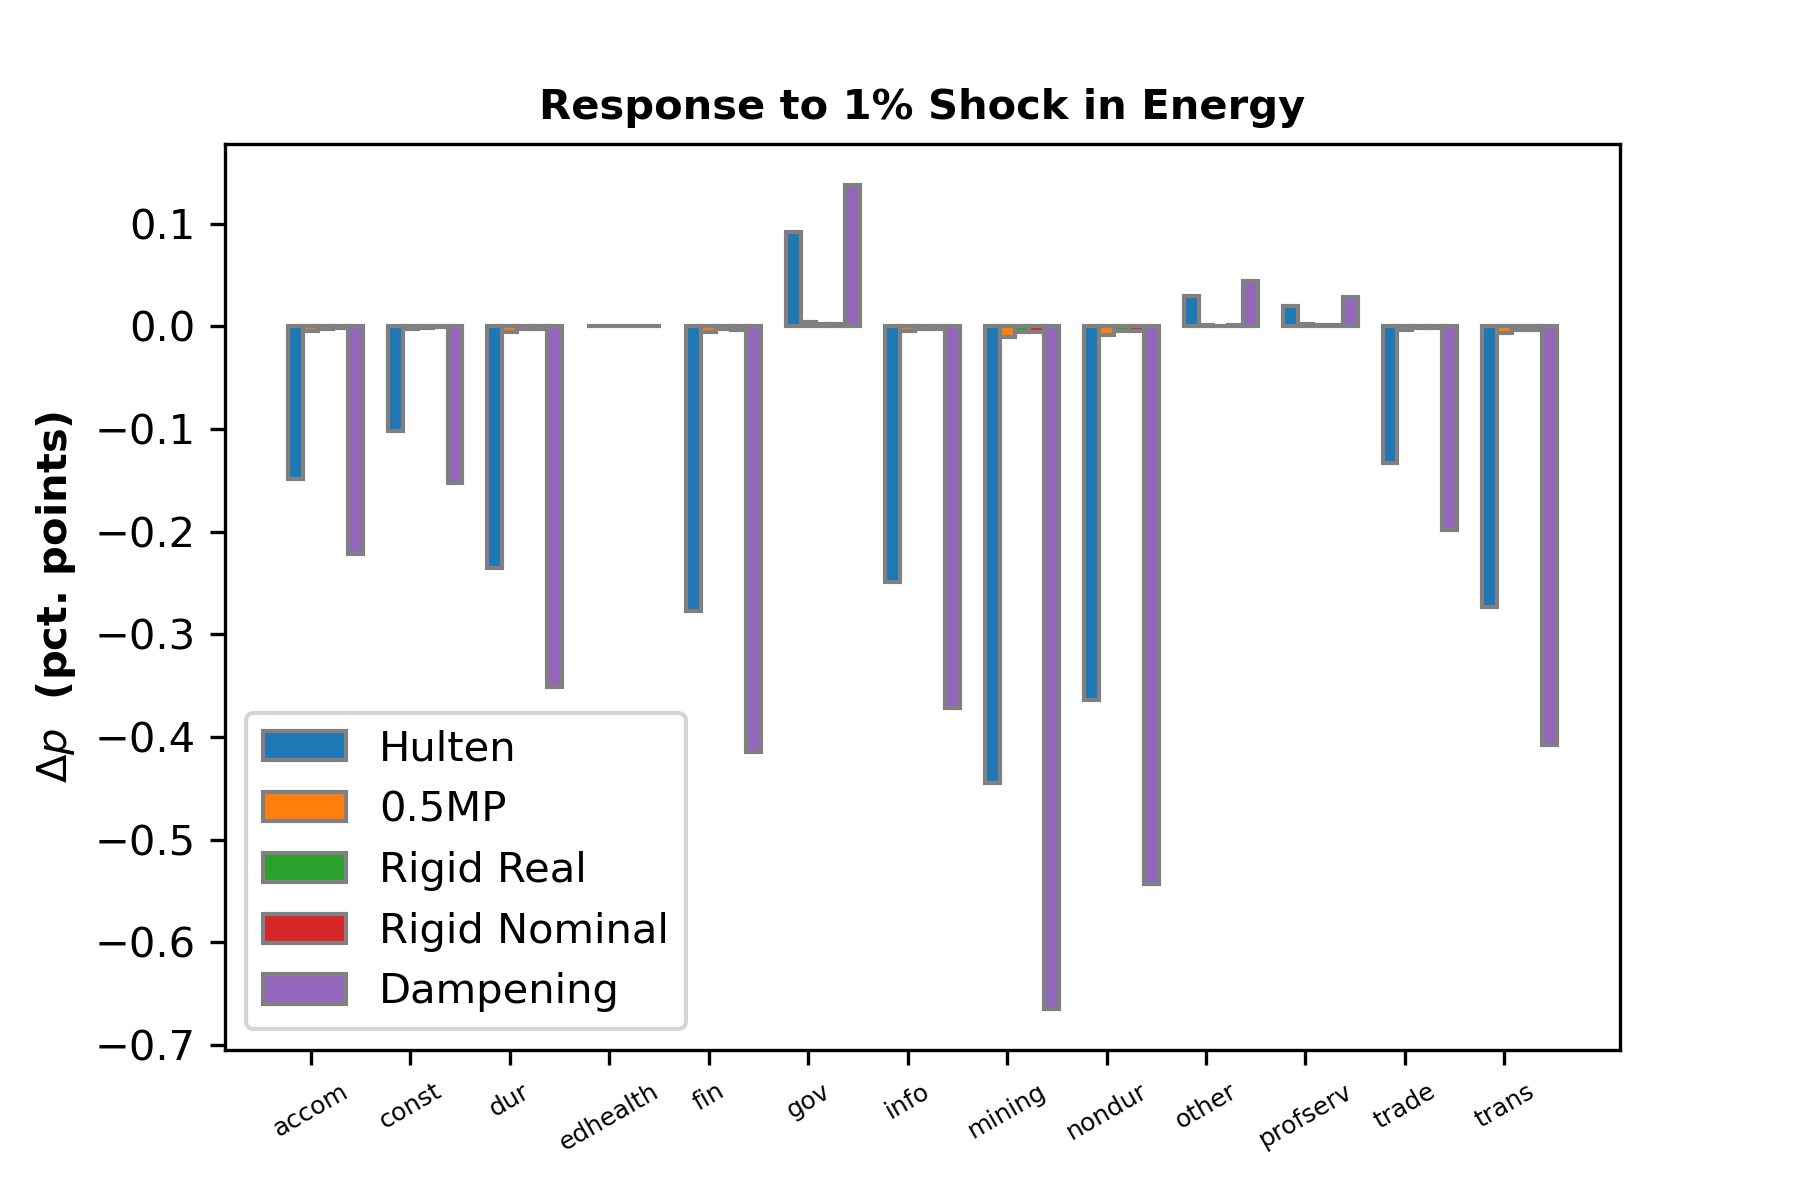 Response to 1% Shock in Energy
Δp (pct. points)
0.1
0.0
−0.1
−0.2
−0.3
−0.4
−0.5
−0.6
−0.7
Hulten
0.5MP
Rigid Real
Rigid Nominal
Dampening
accom const dur edhealth fin gov info mining nondur other profserv trade trans